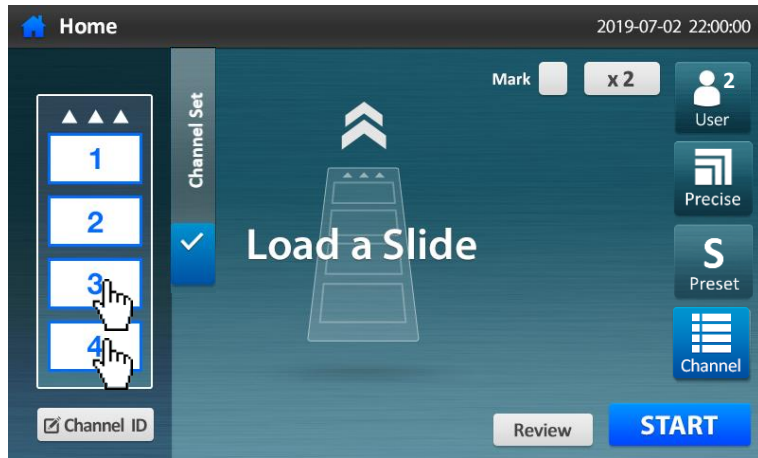 Home
2019-07-02 22:00:00
Channel Set
1
2
3
4
Channel ID
Load a Slide
Mark
x 2
2
User
Precise
S
Preset
Channel
Review
START